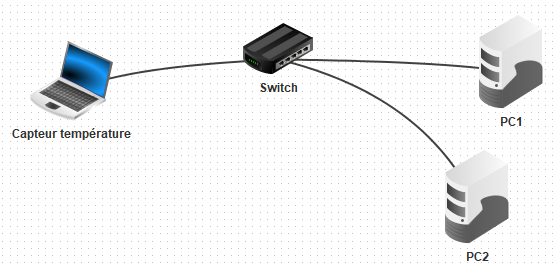 Switch
Capteur température
PC1
PC2